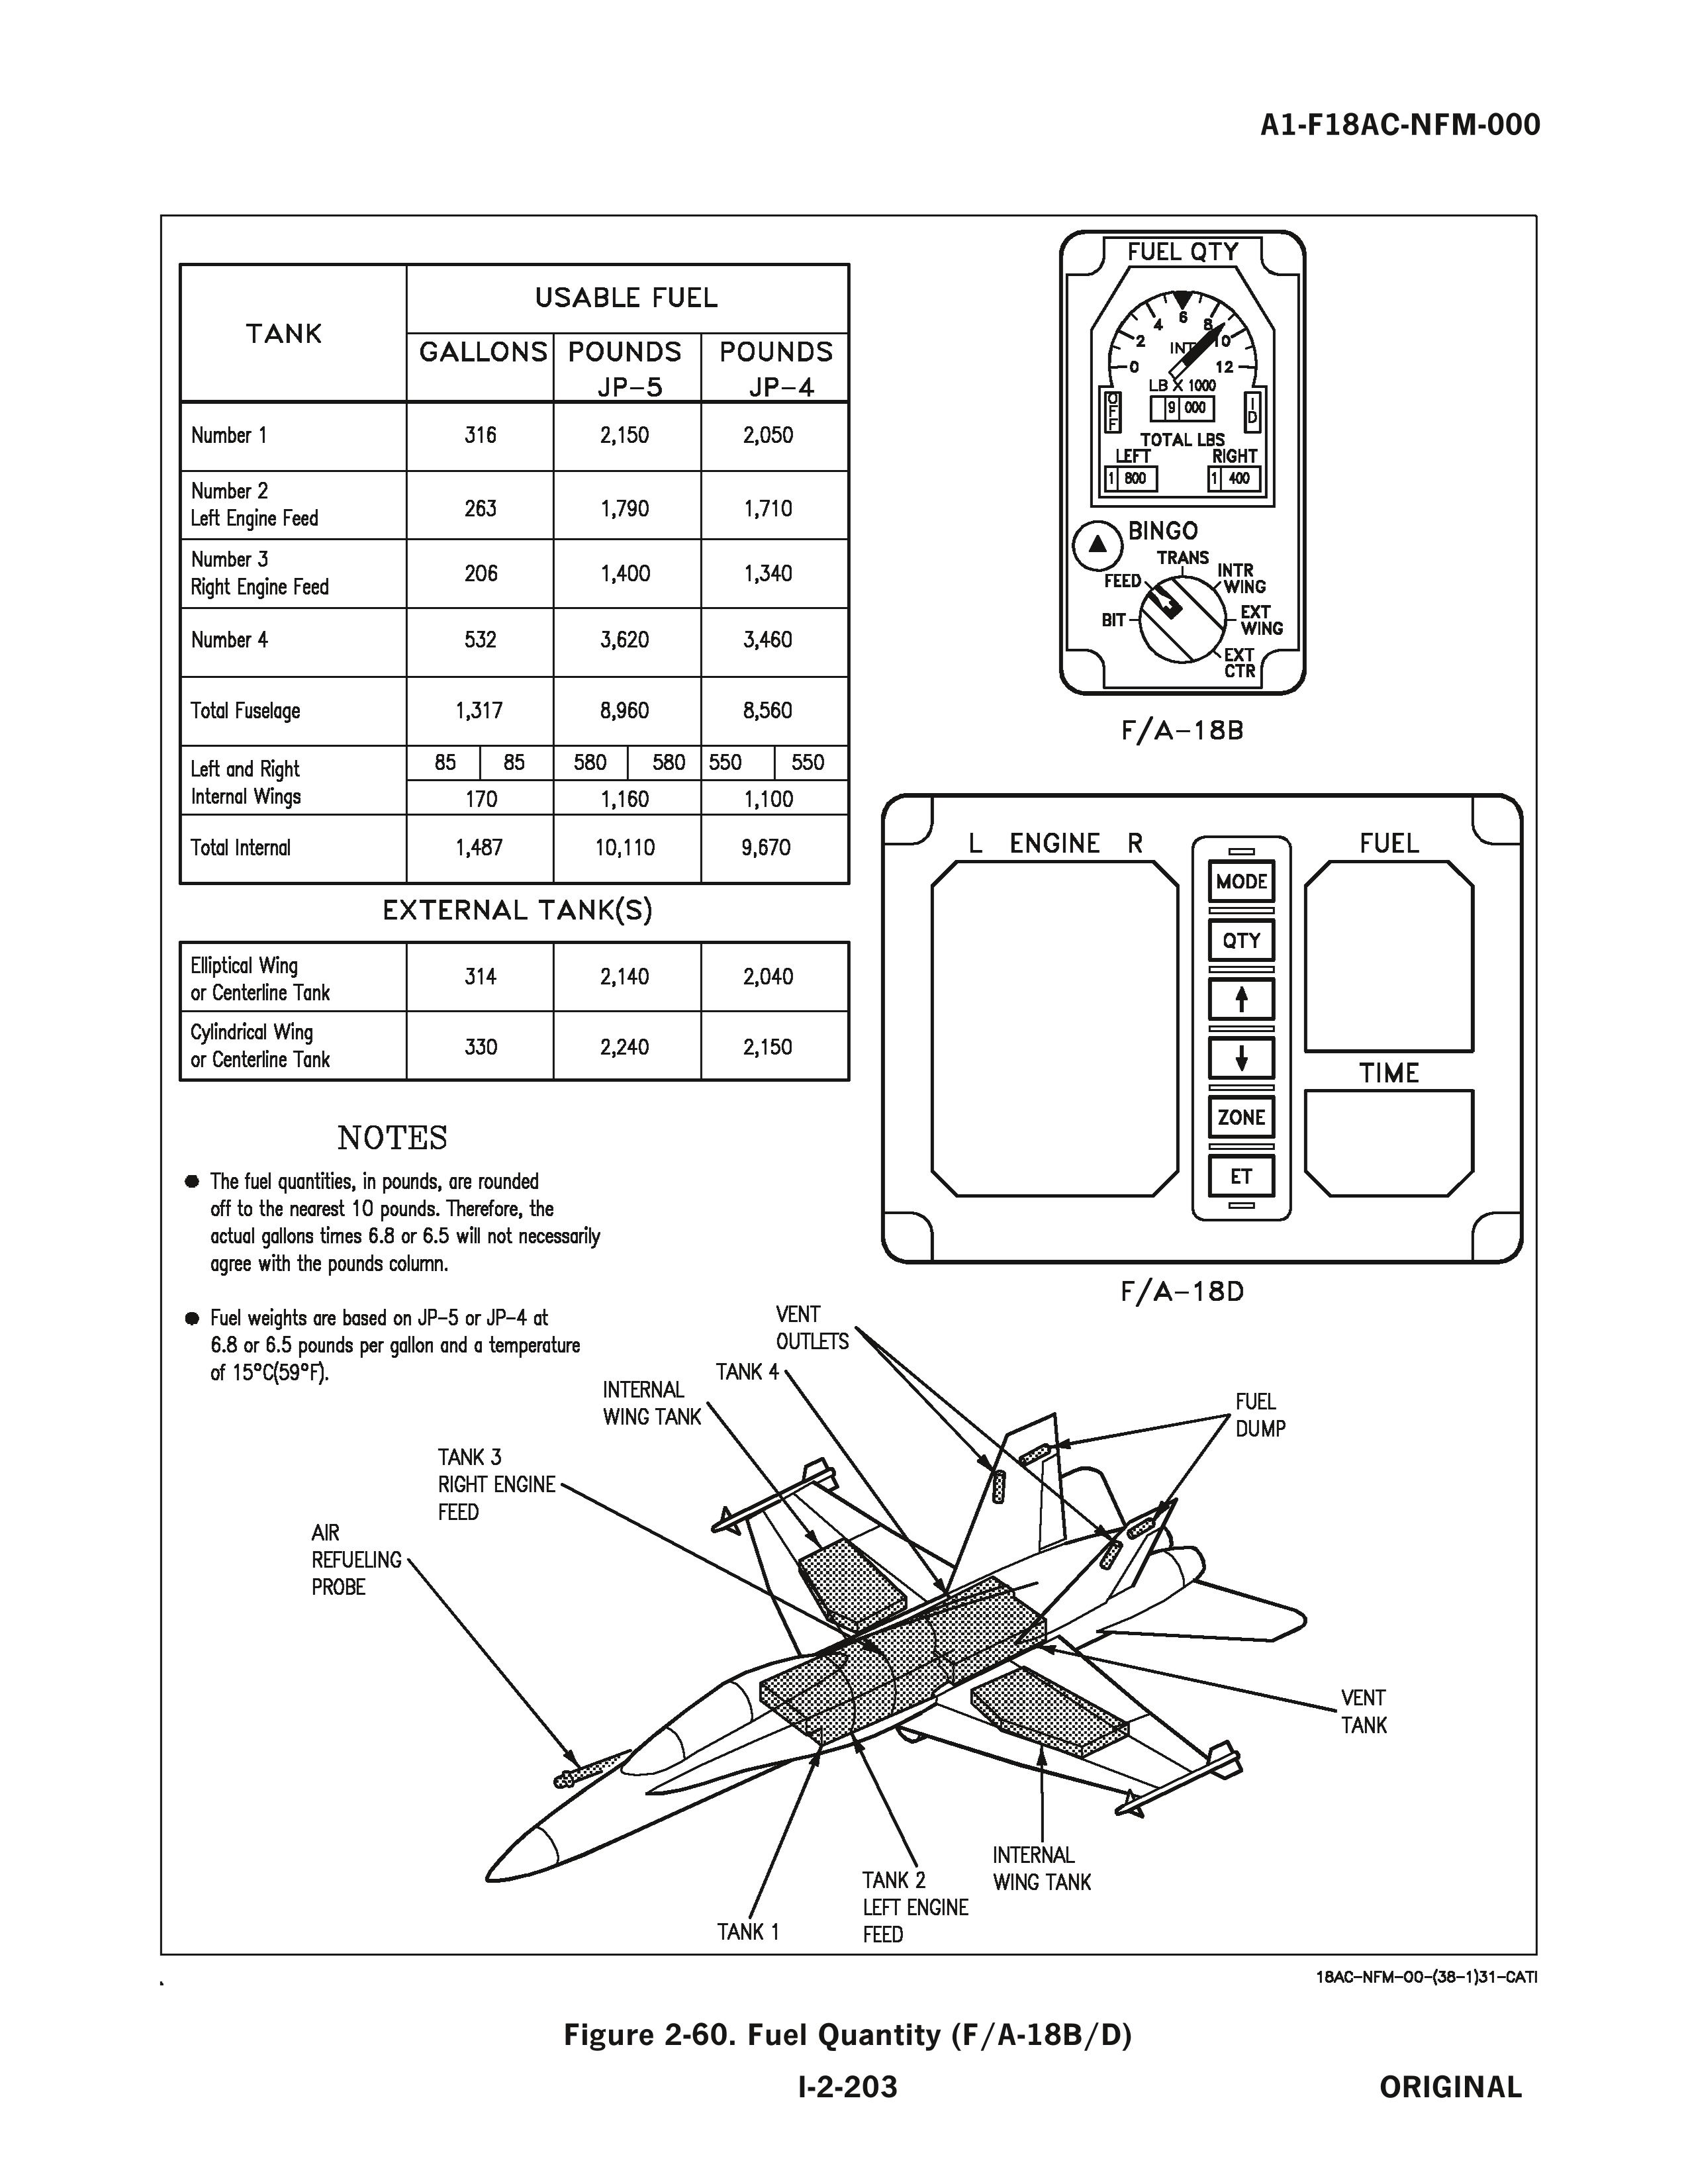 A1-F18AC-NFM-000
TANK
USABLE FUEL
GALLONS
POUNDS
JP-5
POUNDS
JP-4
Number 1 316 2,150 2,050
Number 2
Left Engine Feed
263 1,790 1,710
Number 3
Right Engine Feed
206 1,400 1,340
Number 4 532 3,620 3,460
Total Fuselage 1,317 8,960 8,560
Left and Right
Internal Wings
85 85 580 580 550 550
170 1,160 1,100
Total Internal 1,487 10,110 9,670
EXTERNAL TANK(S)
Elliptical Wing
or Centerline Tank
314 2,140 2,040
Cylindrical Wing
or Centerline Tank
330 2,240 2,150
NOTES
● The fuel quantities, in pounds, are rounded
off to the nearest 10 pounds. Therefore, the
actual gallons times 6.8 or 6.5 will not necessarily
agree with the pounds column.
● Fuel weights are based on JP-5 or JP-4 at
6.8 or 6.5 pounds per gallon and a temperature
of 15°C(59°F).
FUEL QTY
0 2 4 6 8 10 12
INT
LB X 1000
OFF
9 000
ID
TOTAL LBS
LEFT RIGHT
1 800 1 400
BINGO
TRANS
FEED
INTR
WING
BIT
EXT
WING
EXT
CTR
F/A-18B
L ENGINE R
FUEL
MODE
QTY
↑
↓
TIME
ZONE
ET
F/A-18D
VENT
OUTLETS
TANK 4
INTERNAL
WING TANK
FUEL
DUMP
TANK 3
RIGHT ENGINE
FEED
AIR
REFUELING
PROBE
VENT
TANK
INTERNAL
WING TANK
TANK 2
LEFT ENGINE
FEED
TANK 1
18AC-NFM-00-(38-1)31-CATI
Figure 2-60. Fuel Quantity (F/A-18B/D)
I-2-203
ORIGINAL